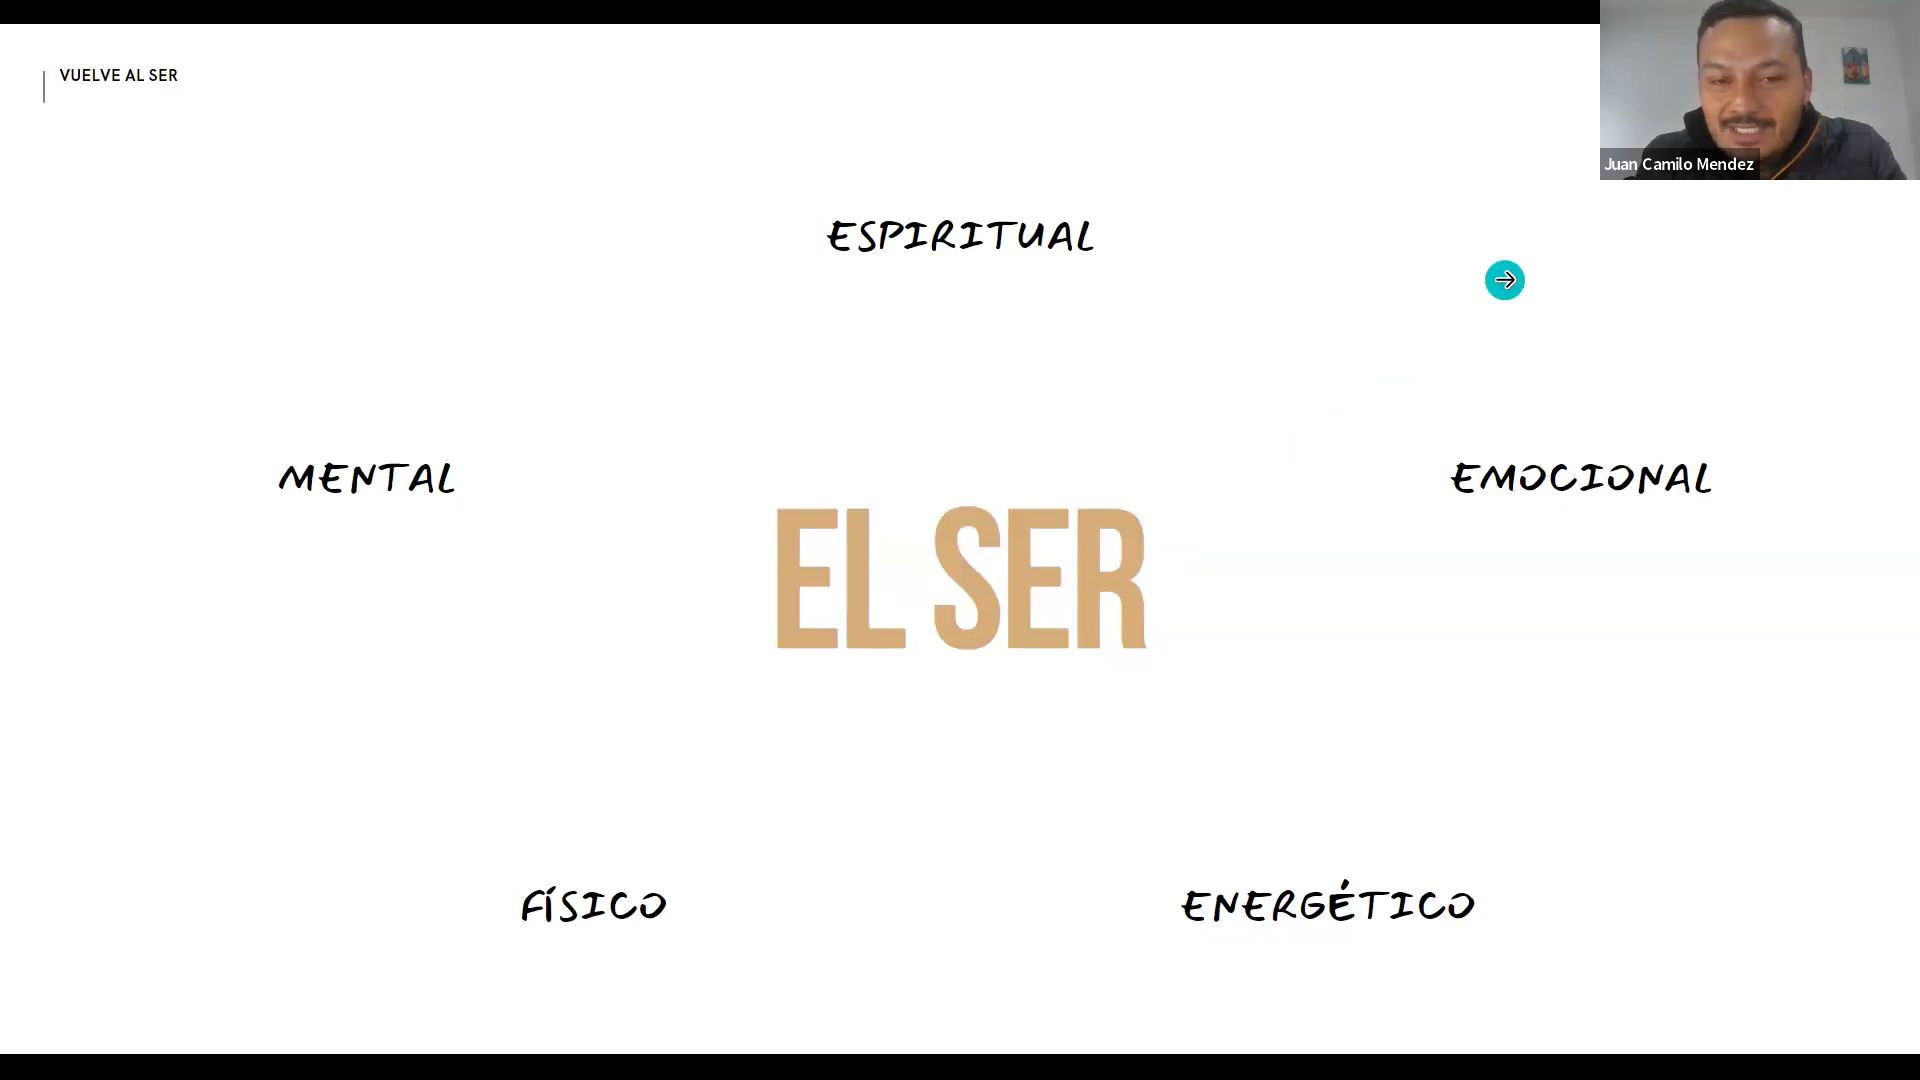 VUELVE AL SER
Juan Camilo Mendez
ESPIRITUAL
MENTAL
EMOCIONAL
EL SER
FÍSICO
ENERGÉTICO